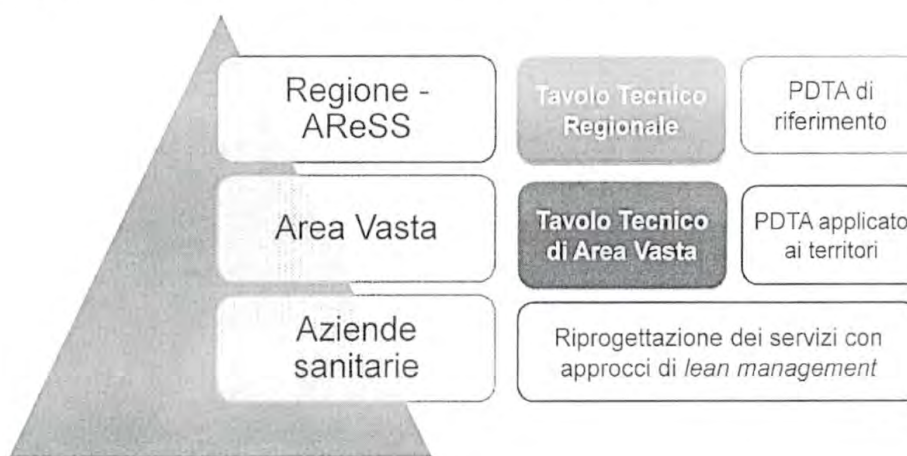 Regione -
AReSS
Tavolo Tecnico
Regionale
PDTA di
riferimento
Area Vasta
Tavolo Tecnico
di Area Vasta
PDTA applicato
ai territori
Aziende
sanitarie
Riprogettazione dei servizi con
approcci di lean management